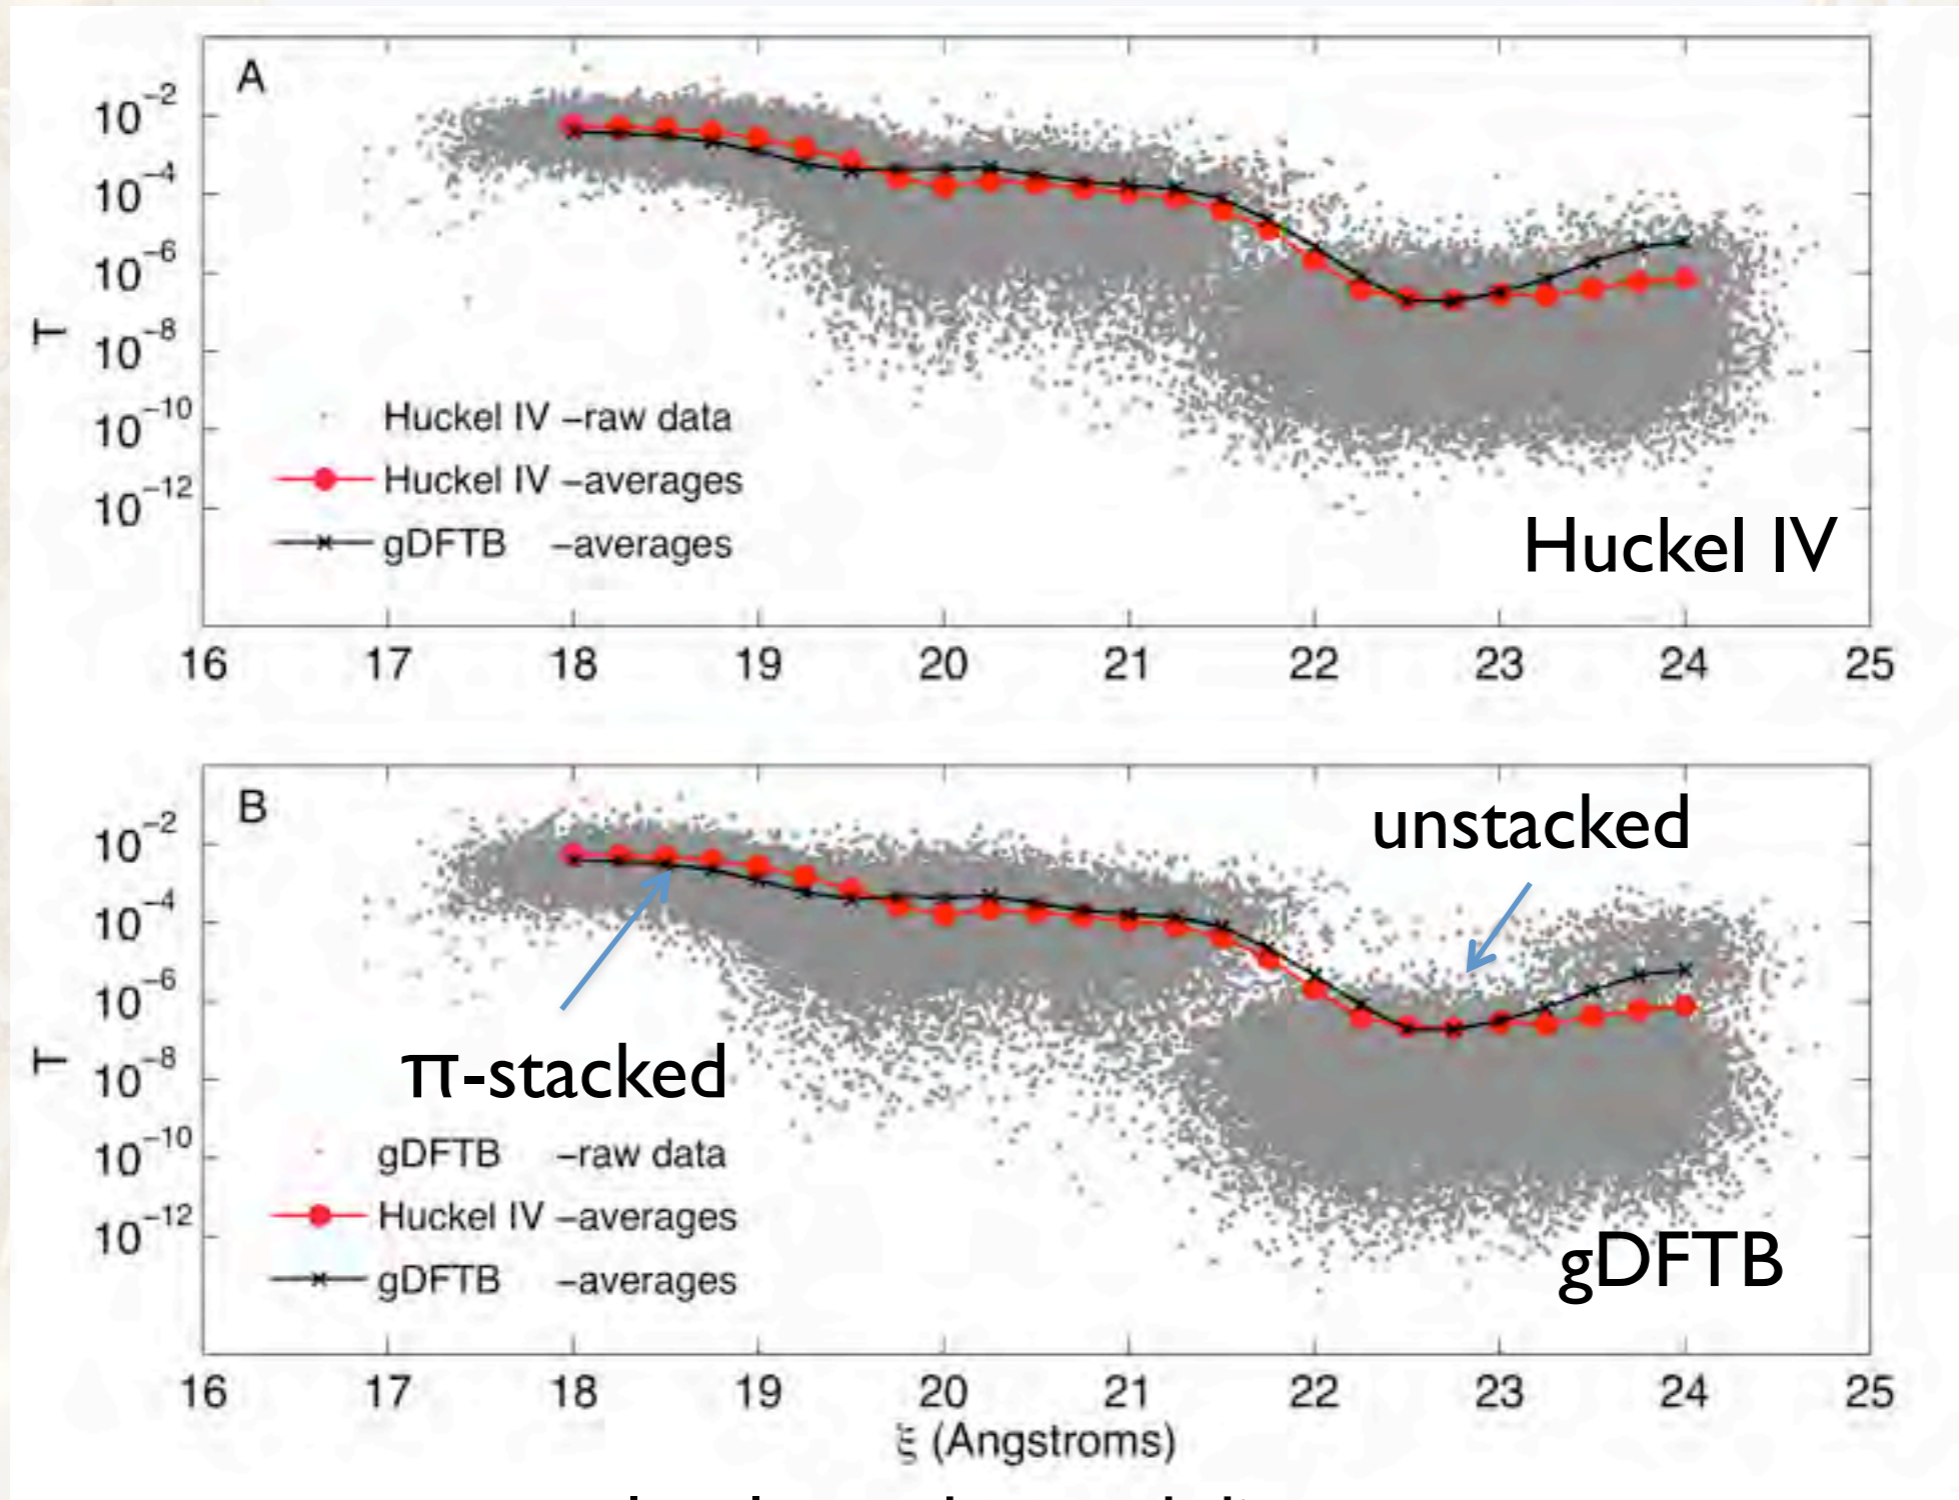 A
10^-2
10^-4
10^-6
10^-8
10^-10
10^-12
T
Huckel IV –raw data
Huckel IV –averages
gDFTB –averages
Huckel IV
16 17 18 19 20 21 22 23 24 25
B
unstacked
10^-2
10^-4
10^-6
10^-8
10^-10
10^-12
T
π-stacked
gDFTB –raw data
Huckel IV –averages
gDFTB –averages
gDFTB
16 17 18 19 20 21 22 23 24 25
ξ (Angstroms)